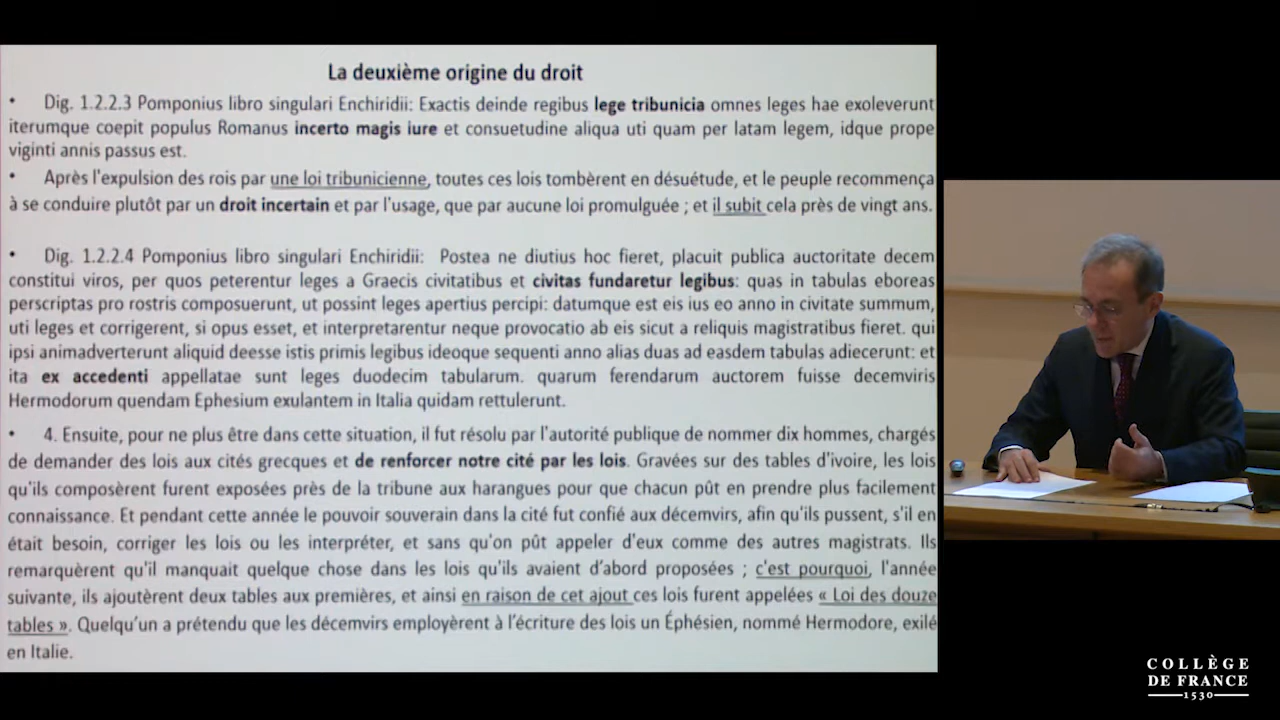 La deuxième origine du droit
• Dig. 1.2.2.3 Pomponius libro singulari Enchiridii: Exactis deinde regibus lege tribunicia omnes leges hae exoleverunt
iterumque coepit populus Romanus incerto magis iure et consuetudine aliqua uti quam per latam legem, idque prope
viginti annis passus est.
• Après l'expulsion des rois par une loi tribunicienne, toutes ces lois tombèrent en désuétude, et le peuple recommença
à se conduire plutôt par un droit incertain et par l'usage, que par aucune loi promulguée ; et il subit cela près de vingt ans.
• Dig. 1.2.2.4 Pomponius libro singulari Enchiridii: Postea ne diutius hoc fieret, placuit publica auctoritate decem
constitui viros, per quos peterentur leges a Graecis civitatibus et civitas fundaretur legibus: quas in tabulas eboreas
perscriptas pro rostris composuerunt, ut possint leges apertius percipi: datumque est eis ius eo anno in civitate summum,
uti leges et corrigerent, si opus esset, et interpretarentur neque provocatio ab eis sicut a reliquis magistratibus fieret. qui
ipsi animadverterunt aliquid deesse istis primis legibus ideoque sequenti anno alias duas ad easdem tabulas adiecerunt: et
ita ex accedenti appellatae sunt leges duodecim tabularum. quarum ferendarum auctorem fuisse decemviris
Hermodorum quendam Ephesium exulantem in Italia quidam rettulerunt.
• 4. Ensuite, pour ne plus être dans cette situation, il fut résolu par l'autorité publique de nommer dix hommes, chargés
de demander des lois aux cités grecques et de renforcer notre cité par les lois. Gravées sur des tables d'ivoire, les lois
qu'ils composèrent furent exposées près de la tribune aux harangues pour que chacun pût en prendre plus facilement
connaissance. Et pendant cette année le pouvoir souverain dans la cité fut confié aux décemvirs, afin qu'ils pussent, s'il en
était besoin, corriger les lois ou les interpréter, et sans qu'on pût appeler d'eux comme des autres magistrats. Ils
remarquèrent qu'il manquait quelque chose dans les lois qu'ils avaient d'abord proposées ; c'est pourquoi, l'année
suivante, ils ajoutèrent deux tables aux premières, et ainsi en raison de cet ajout ces lois furent appelées « Loi des douze
tables ». Quelqu'un a prétendu que les décemvirs employèrent à l'écriture des lois un Éphésien, nommé Hermodore, exilé
en Italie.
COLLÈGE
DE FRANCE
1530